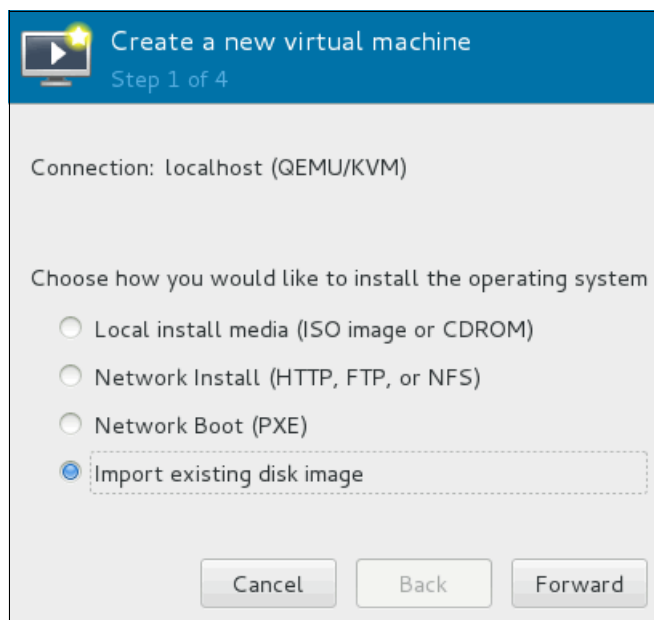 Create a new virtual machine
Step 1 of 4
Connection: localhost (QEMU/KVM)
Choose how you would like to install the operating system
Local install media (ISO image or CDROM)
Network Install (HTTP, FTP, or NFS)
Network Boot (PXE)
Import existing disk image
Cancel
Back
Forward